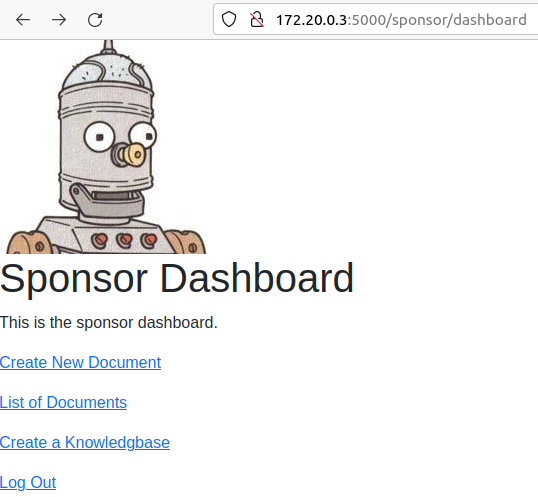 172.20.0.3:5000/sponsor/dashboard
Sponsor Dashboard
This is the sponsor dashboard.
Create New Document
List of Documents
Create a Knowledgbase
Log Out